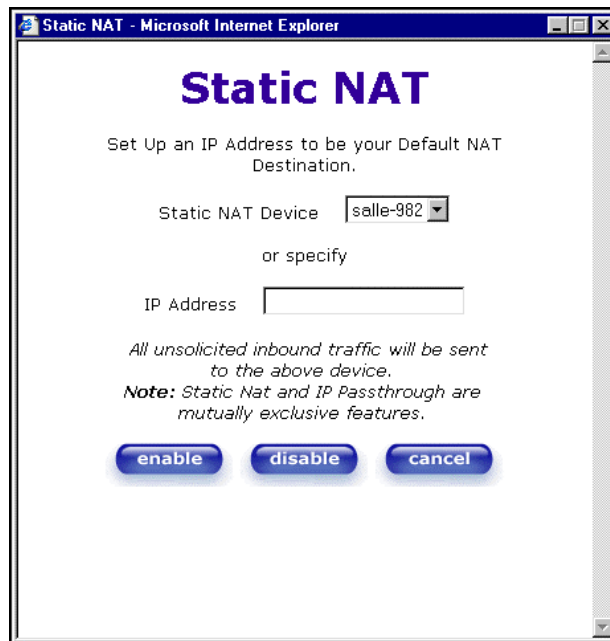 Static NAT - Microsoft Internet Explorer
Static NAT
Set Up an IP Address to be your Default NAT
Destination.
Static NAT Device salle-982
or specify
IP Address
All unsolicited inbound traffic will be sent
to the above device.
Note: Static Nat and IP Passthrough are
mutually exclusive features.
enable disable cancel